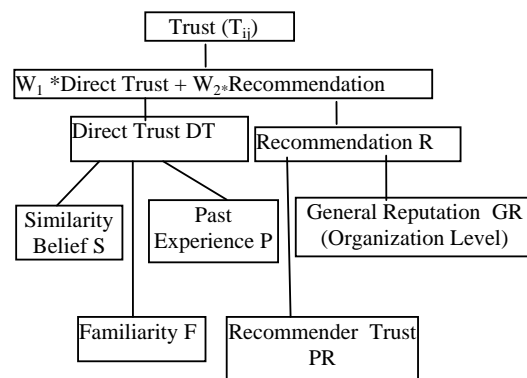 Trust (Tij)
W1 *Direct Trust + W2*Recommendation
Direct Trust DT
Recommendation R
Similarity
Belief S
Past
Experience P
General Reputation GR
(Organization Level)
Familiarity F
Recommender Trust
PR